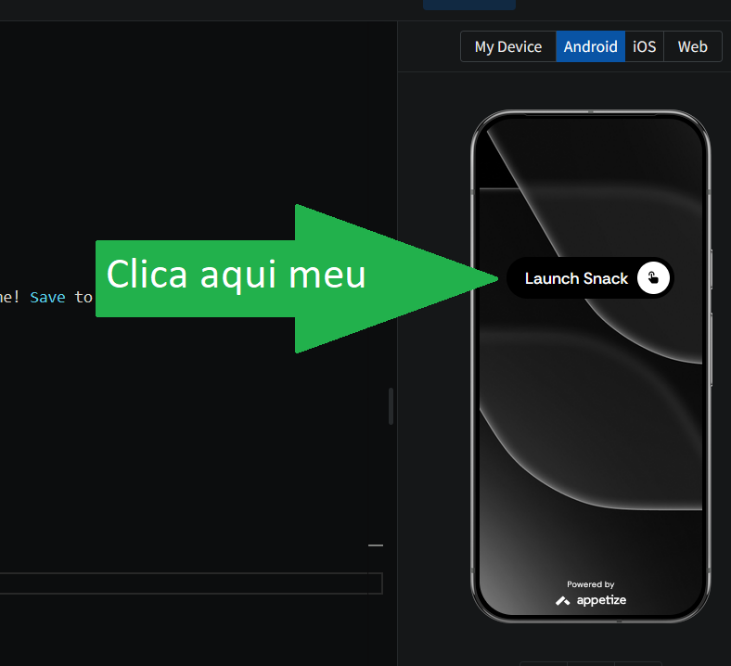 My Device Android iOS Web
Clica aqui meu
Launch Snack
ne! Save to
Powered by
appetize